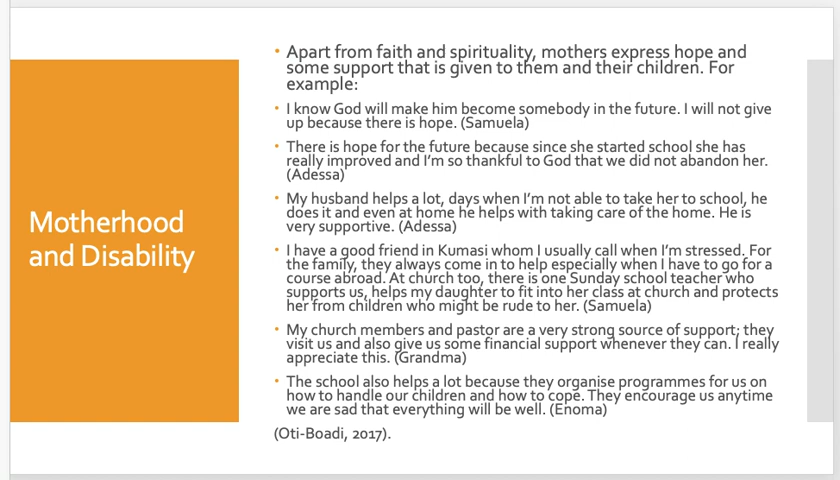 Motherhood
and Disability
• Apart from faith and spirituality, mothers express hope and
some support that is given to them and their children. For
example:
• I know God will make him become somebody in the future. I will not give
up because there is hope. (Samuela)
• There is hope for the future because since she started school she has
really improved and I'm so thankful to God that we did not abandon her.
(Adessa)
• My husband helps a lot, days when I'm not able to take her to school, he
does it and even at home he helps with taking care of the home. He is
very supportive. (Adessa)
• I have a good friend in Kumasi whom I usually call when I'm stressed. For
the family, they always come in to help especially when I have to go for a
course abroad. At church too, there is one Sunday school teacher who
supports us, helps my daughter to fit into her class at church and protects
her from children who might be rude to her. (Samuela)
• My church members and pastor are a very strong source of support; they
visit us and also give us some financial support whenever they can. I really
appreciate this. (Grandma)
• The school also helps a lot because they organise programmes for us on
how to handle our children and how to cope. They encourage us anytime
we are sad that everything will be well. (Enoma)
(Oti-Boadi, 2017).